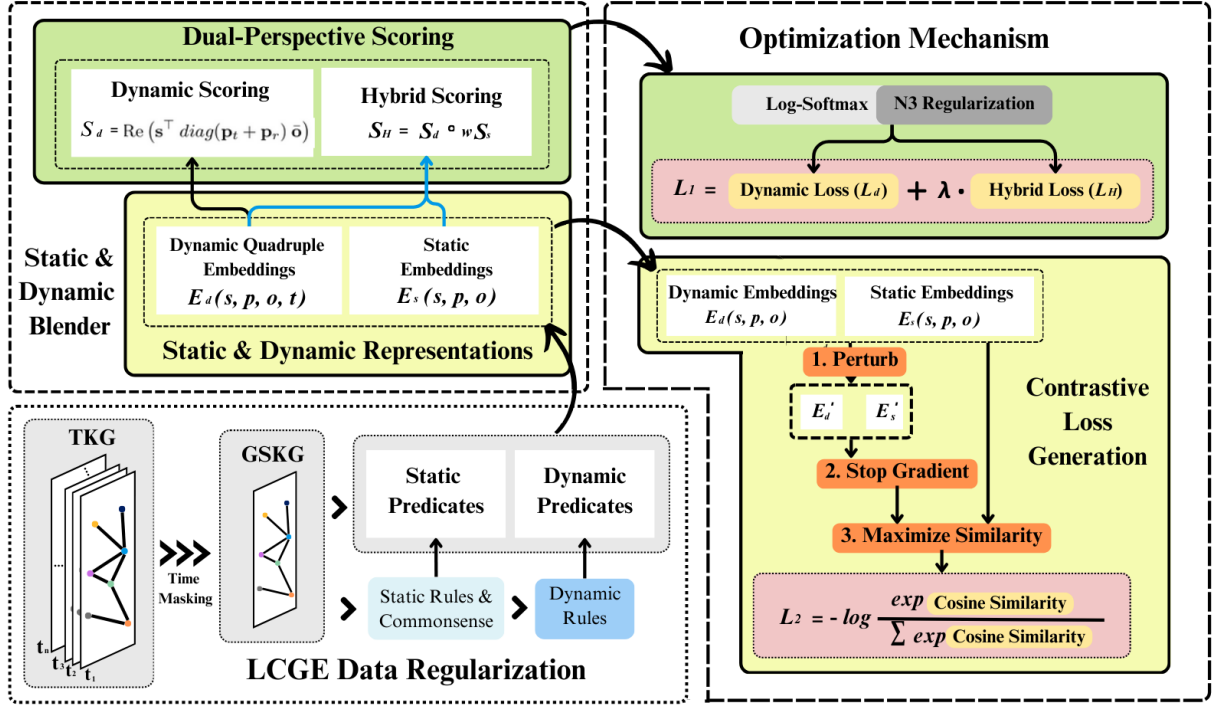 Dual-Perspective Scoring
Dynamic Scoring
S_d = Re (s^⊤ diag(p_t + p_r) ō)
Hybrid Scoring
S_H = S_d ▫ w S_s
Static &
Dynamic
Blender
Dynamic Quadruple
Embeddings
E_d(s, p, o, t)
Static
Embeddings
E_s(s, p, o)
Static & Dynamic Representations
TKG
t_n
t_3
t_2
t_1
Time
Masking
GSKG
Static
Predicates
Dynamic
Predicates
Static Rules &
Commonsense
Dynamic
Rules
LCGE Data Regularization
Optimization Mechanism
Log-Softmax
N3 Regularization
L_1 = Dynamic Loss (L_d) + λ · Hybrid Loss (L_H)
Dynamic Embeddings
E_d(s, p, o)
Static Embeddings
E_s(s, p, o)
1. Perturb
E_d'
E_s'
2. Stop Gradient
3. Maximize Similarity
Contrastive
Loss
Generation
exp Cosine Similarity
L_2 = - log
∑ exp Cosine Similarity